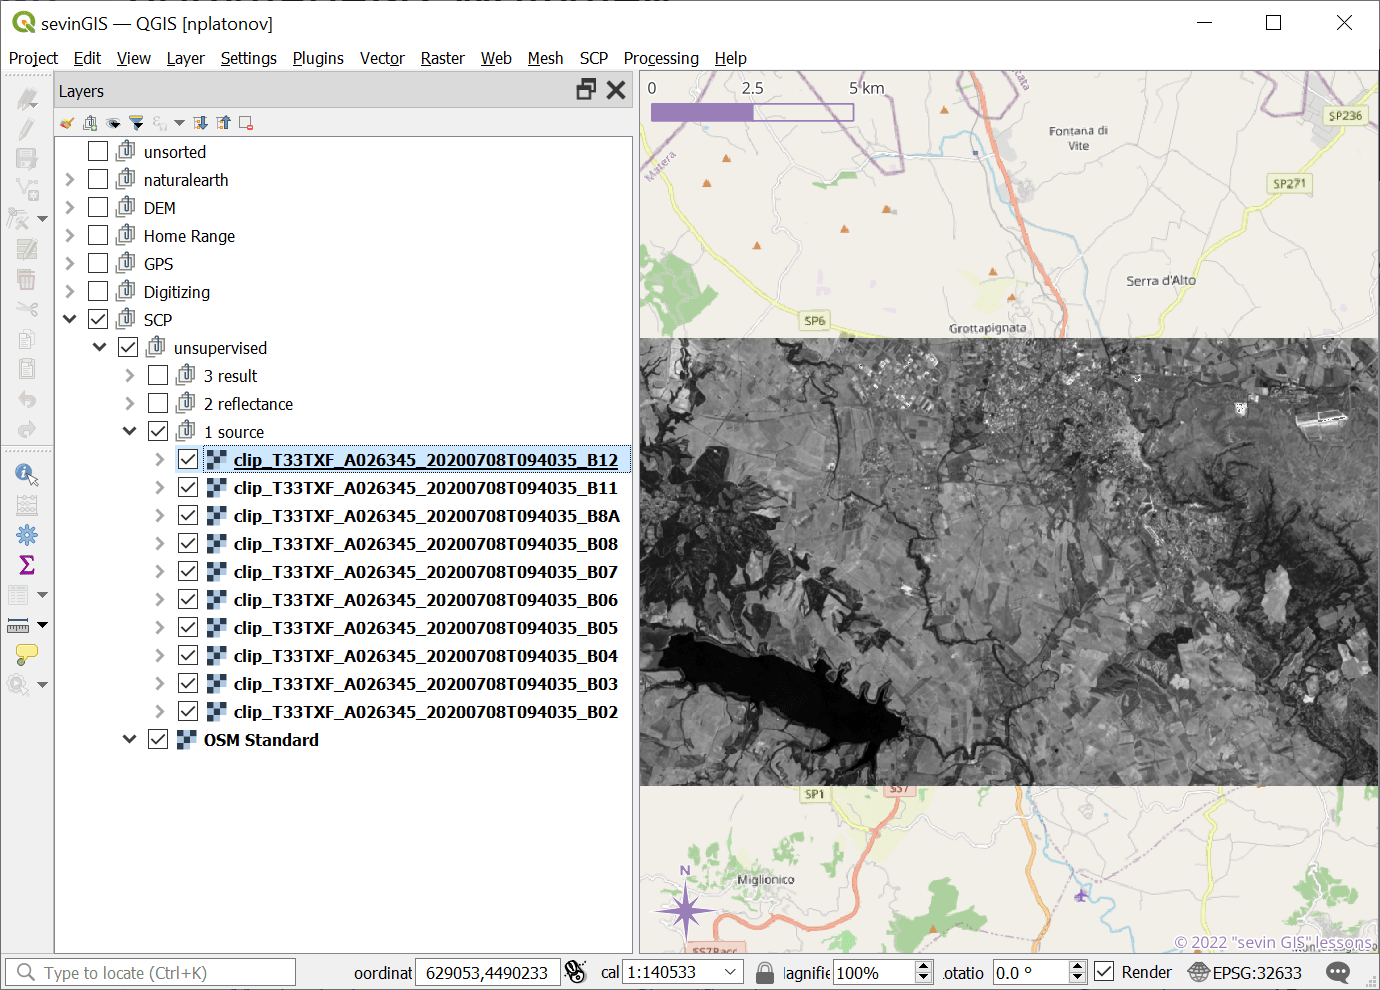 sevinGIS — QGIS [nplatonov]
Project Edit View Layer Settings Plugins Vector Raster Web Mesh SCP Processing Help
Layers
unsorted
naturalearth
DEM
Home Range
GPS
Digitizing
SCP
unsupervised
3 result
2 reflectance
1 source
clip_T33TXF_A026345_20200708T094035_B12
clip_T33TXF_A026345_20200708T094035_B11
clip_T33TXF_A026345_20200708T094035_B8A
clip_T33TXF_A026345_20200708T094035_B08
clip_T33TXF_A026345_20200708T094035_B07
clip_T33TXF_A026345_20200708T094035_B06
clip_T33TXF_A026345_20200708T094035_B05
clip_T33TXF_A026345_20200708T094035_B04
clip_T33TXF_A026345_20200708T094035_B03
clip_T33TXF_A026345_20200708T094035_B02
OSM Standard
0 2.5 5 km
Matera
Fontana di
Vite
SP236
SP271
Serra d'Alto
SP6
Grottapignata
SP1
SS7
N
Miglionico
SS7Racc
© 2022 "sevin GIS" lessons
Type to locate (Ctrl+K)
oordinat 629053,4490233 cal 1:140533 lagnifie 100% otatio 0.0 ° Render EPSG:32633